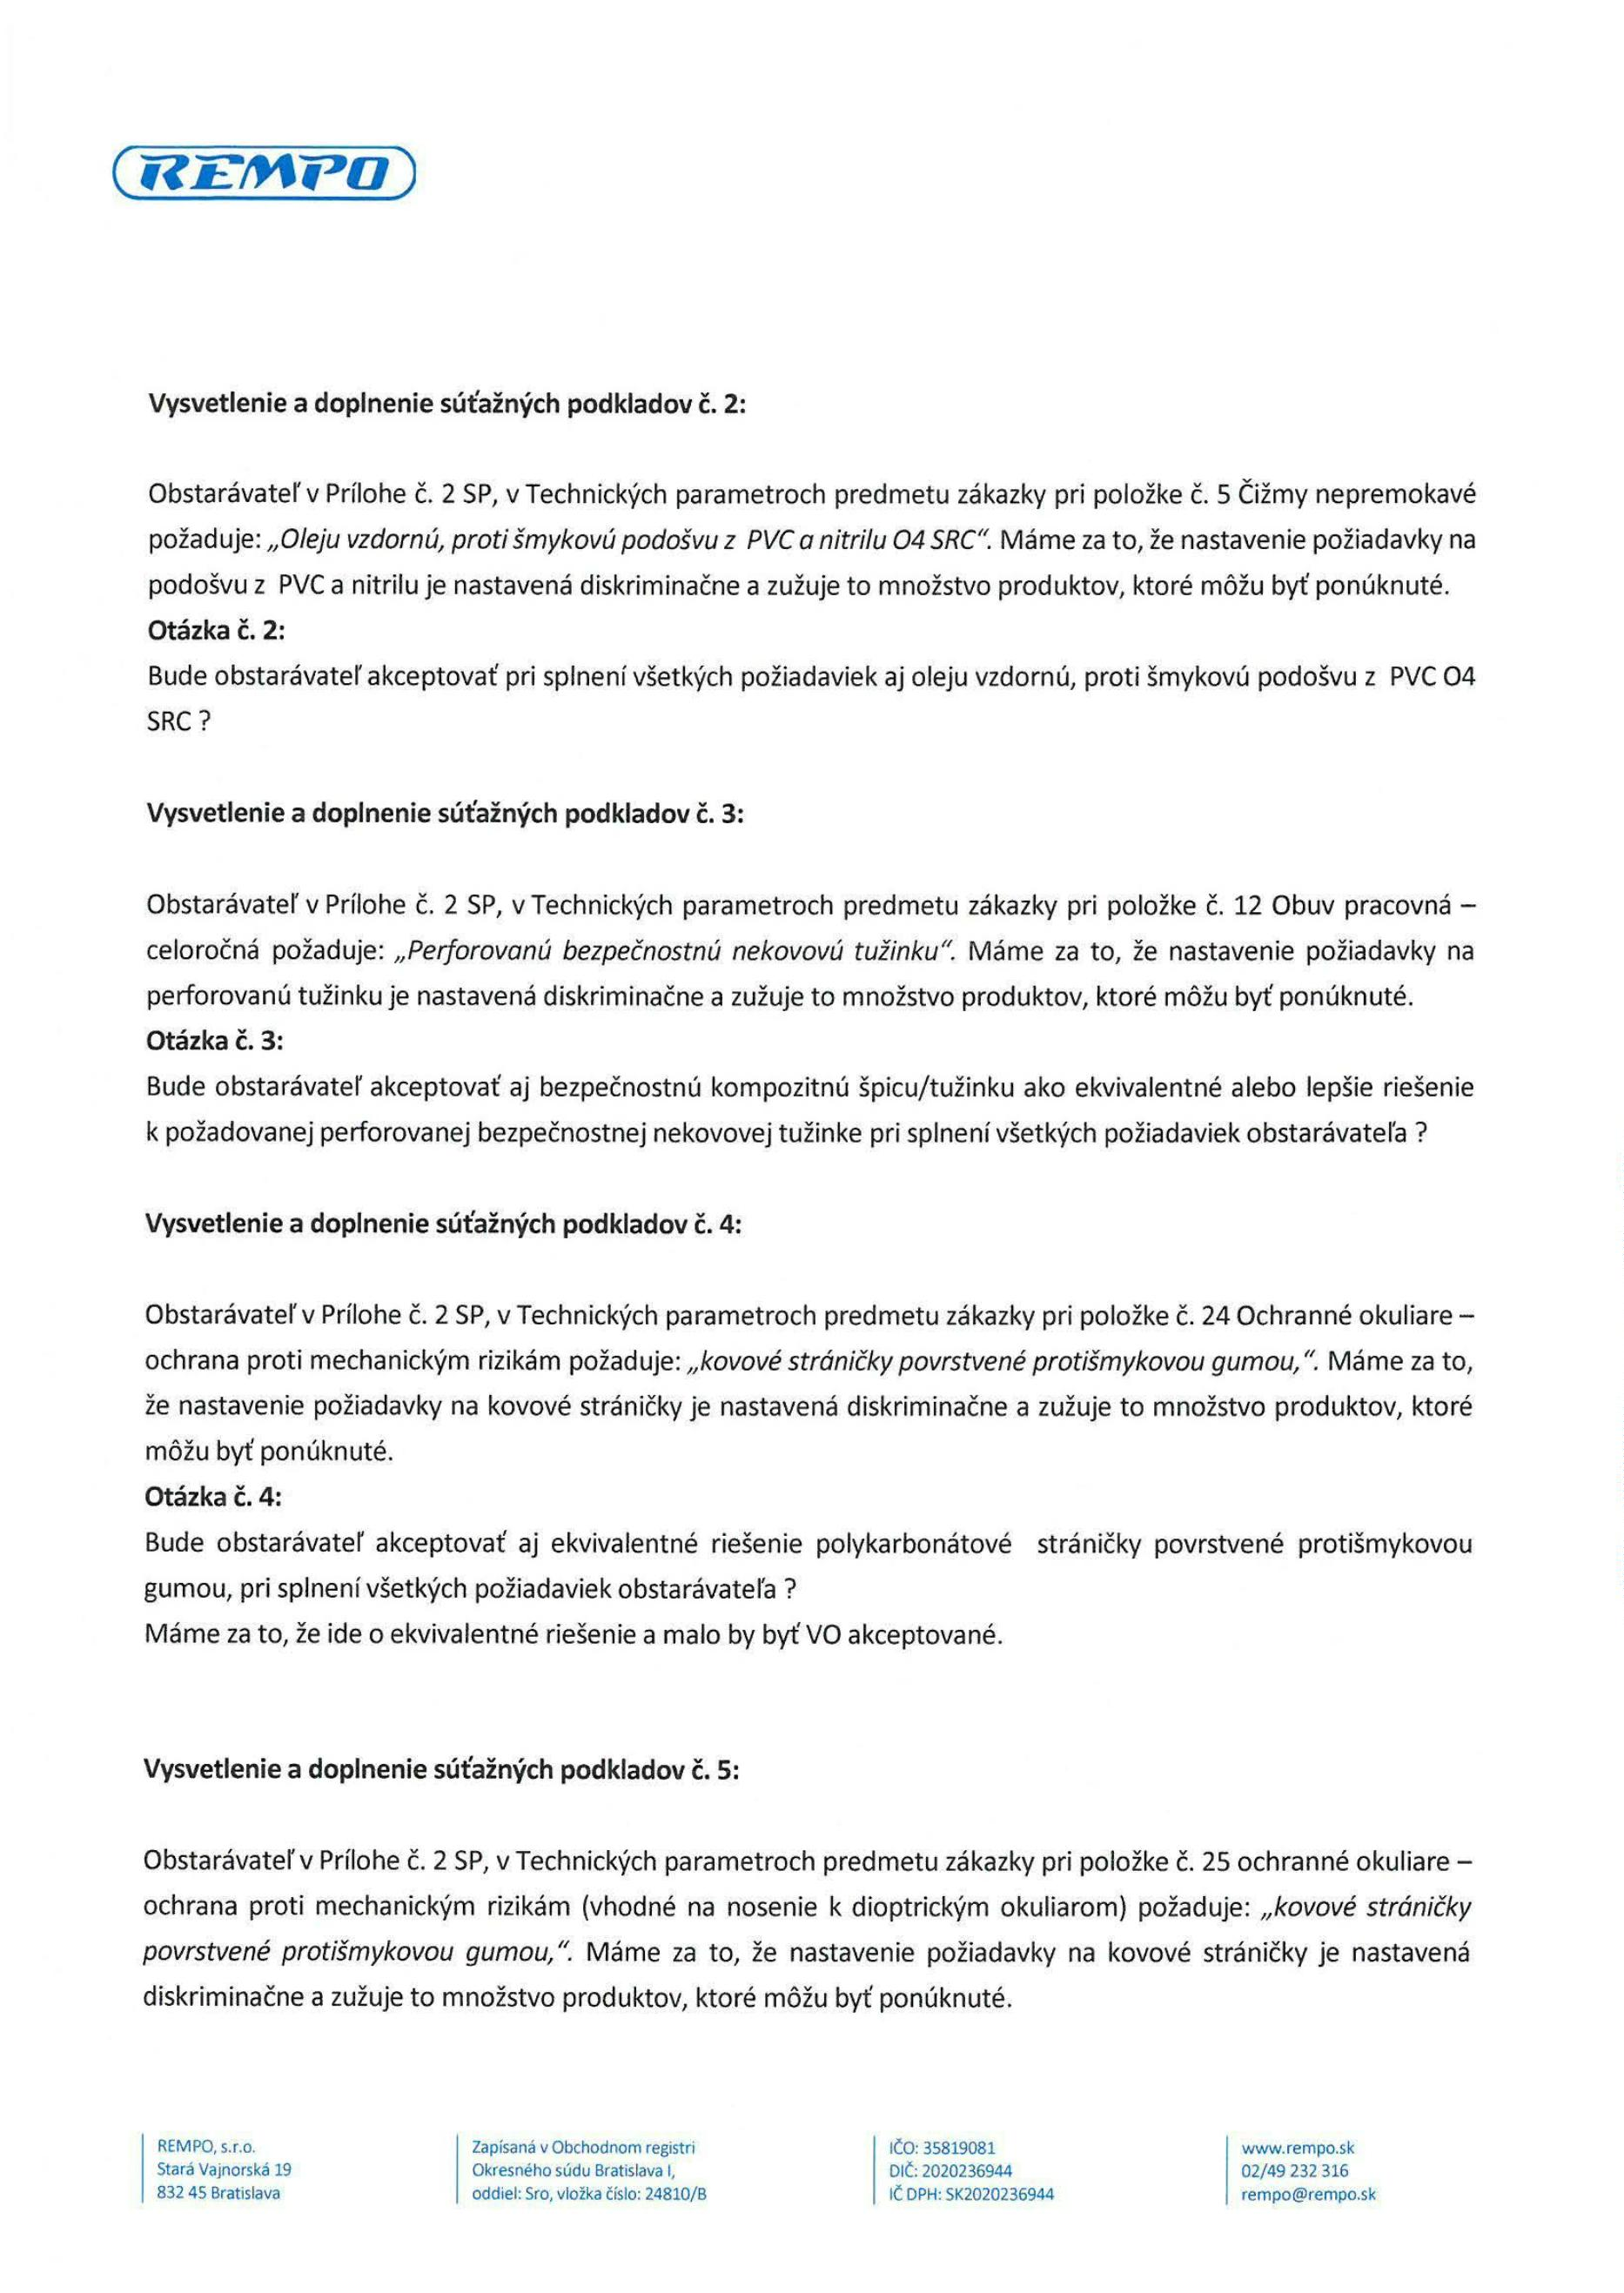 REMPO
Vysvetlenie a doplnenie súťažných podkladov č. 2:
Obstarávateľ v Prílohe č. 2 SP, v Technických parametroch predmetu zákazky pri položke č. 5 Čižmy nepremokavé
požaduje: „Oleju vzdornú, proti šmykovú podošvu z PVC a nitrilu O4 SRC“. Máme za to, že nastavenie požiadavky na
podošvu z PVC a nitrilu je nastavená diskriminačne a zužuje to množstvo produktov, ktoré môžu byť ponúknuté.
Otázka č. 2:
Bude obstarávateľ akceptovať pri splnení všetkých požiadaviek aj oleju vzdornú, proti šmykovú podošvu z PVC O4
SRC ?
Vysvetlenie a doplnenie súťažných podkladov č. 3:
Obstarávateľ v Prílohe č. 2 SP, v Technických parametroch predmetu zákazky pri položke č. 12 Obuv pracovná –
celoročná požaduje: „Perforovanú bezpečnostnú nekovovú tužinku“. Máme za to, že nastavenie požiadavky na
perforovanú tužinku je nastavená diskriminačne a zužuje to množstvo produktov, ktoré môžu byť ponúknuté.
Otázka č. 3:
Bude obstarávateľ akceptovať aj bezpečnostnú kompozitnú špicu/tužinku ako ekvivalentné alebo lepšie riešenie
k požadovanej perforovanej bezpečnostnej nekovovej tužinke pri splnení všetkých požiadaviek obstarávateľa ?
Vysvetlenie a doplnenie súťažných podkladov č. 4:
Obstarávateľ v Prílohe č. 2 SP, v Technických parametroch predmetu zákazky pri položke č. 24 Ochranné okuliare –
ochrana proti mechanickým rizikám požaduje: „kovové stráničky povrstvené protišmykovou gumou,“. Máme za to,
že nastavenie požiadavky na kovové stráničky je nastavená diskriminačne a zužuje to množstvo produktov, ktoré
môžu byť ponúknuté.
Otázka č. 4:
Bude obstarávateľ akceptovať aj ekvivalentné riešenie polykarbonátové stráničky povrstvené protišmykovou
gumou, pri splnení všetkých požiadaviek obstarávateľa ?
Máme za to, že ide o ekvivalentné riešenie a malo by byť VO akceptované.
Vysvetlenie a doplnenie súťažných podkladov č. 5:
Obstarávateľ v Prílohe č. 2 SP, v Technických parametroch predmetu zákazky pri položke č. 25 ochranné okuliare –
ochrana proti mechanickým rizikám (vhodné na nosenie k dioptrickým okuliarom) požaduje: „kovové stráničky
povrstvené protišmykovou gumou,“. Máme za to, že nastavenie požiadavky na kovové stráničky je nastavená
diskriminačne a zužuje to množstvo produktov, ktoré môžu byť ponúknuté.
REMPO, s.r.o.
Stará Vajnorská 19
832 45 Bratislava
Zapísaná v Obchodnom registri
Okresného súdu Bratislava I,
oddiel: Sro, vložka číslo: 24810/B
IČO: 35819081
DIČ: 2020236944
IČ DPH: SK2020236944
www.rempo.sk
02/49 232 316
rempo@rempo.sk